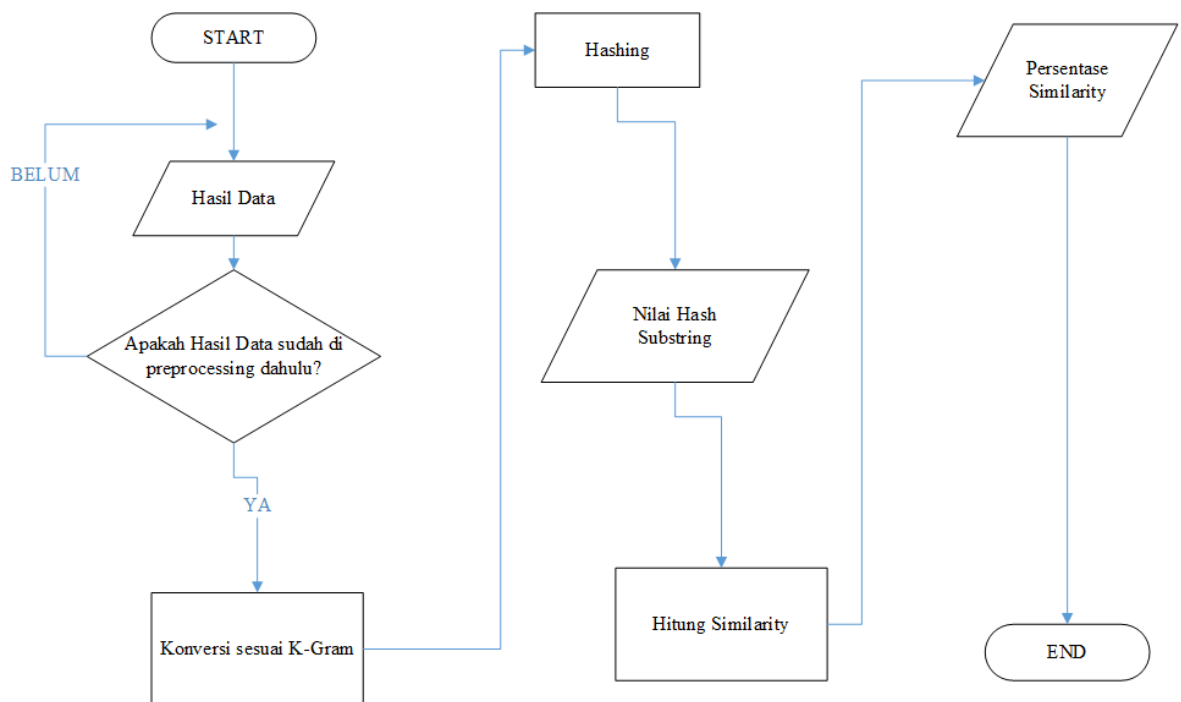 START
BELUM
Hasil Data
Apakah Hasil Data sudah di
preprocessing dahulu?
YA
Konversi sesuai K-Gram
Hashing
Nilai Hash
Substring
Hitung Similarity
Persentase
Similarity
END